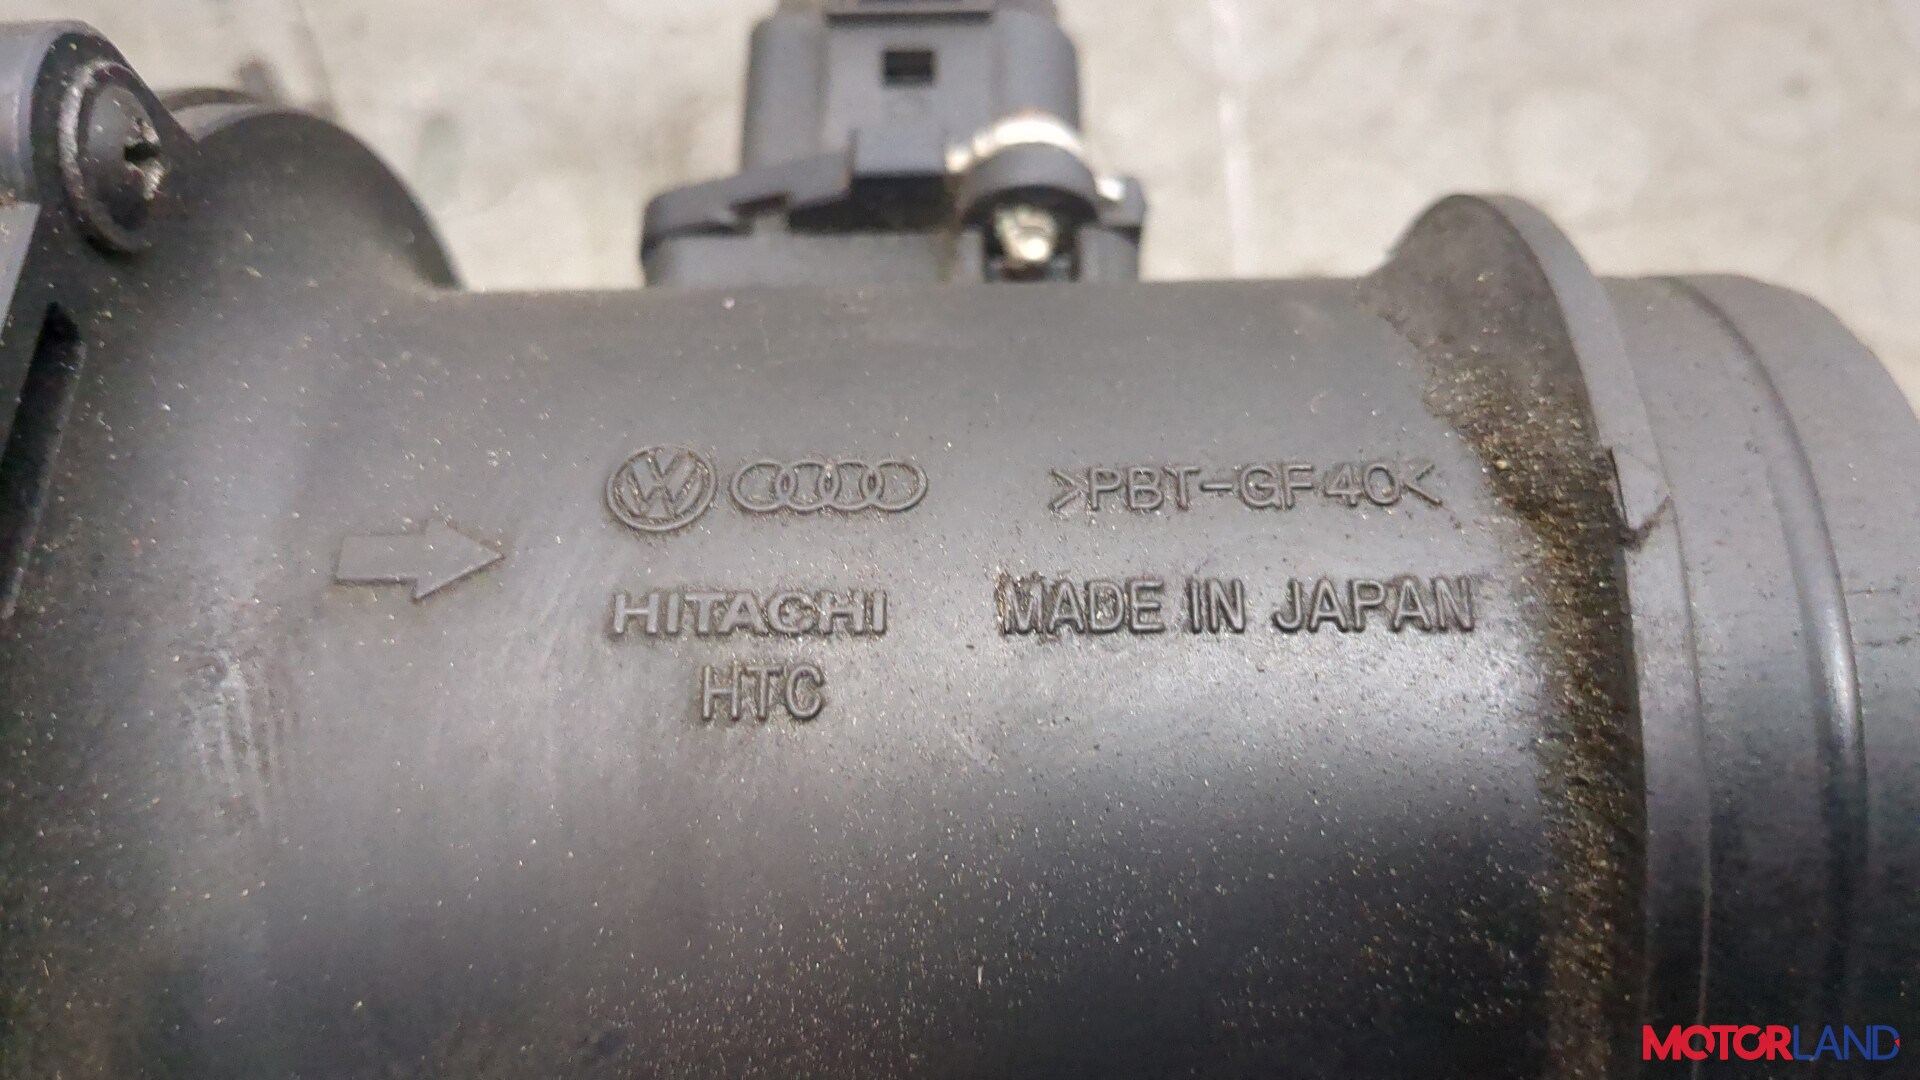 >PBT-GF40<
HITACHI MADE IN JAPAN
HTC
MOTORLAND